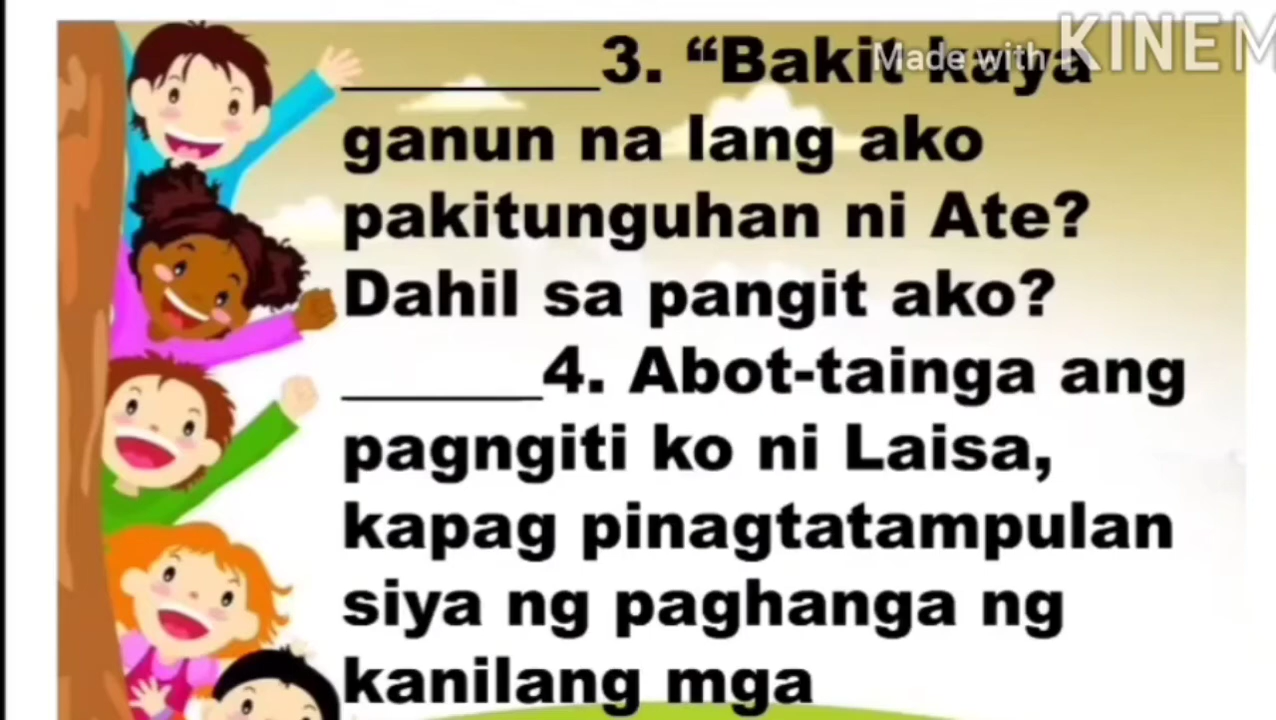 Made with KINEM
________3. “Bakit kaya
ganun na lang ako
pakitunguhan ni Ate?
Dahil sa pangit ako?
______4. Abot-tainga ang
pagngiti ko ni Laisa,
kapag pinagtatampulan
siya ng paghanga ng
kanilang mga